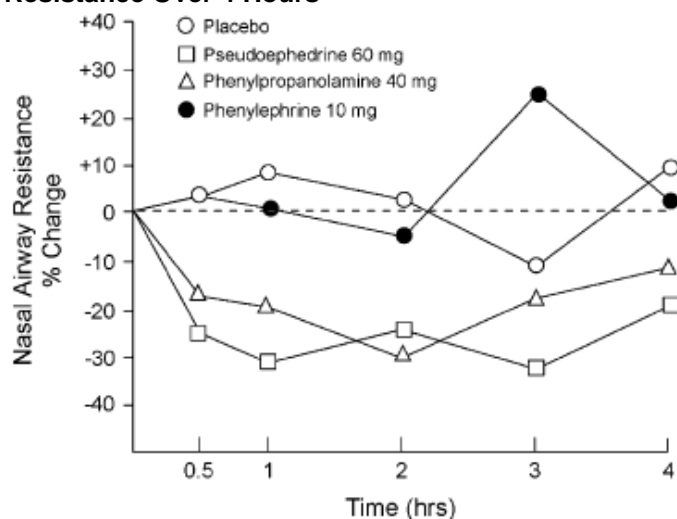 Resistance Over 4 Hours
+40
+30
+20
+10
0
-10
-20
-30
-40
Nasal Airway Resistance
% Change
Placebo
Pseudoephedrine 60 mg
Phenylpropanolamine 40 mg
Phenylephrine 10 mg
0.5 1 2 3 4
Time (hrs)